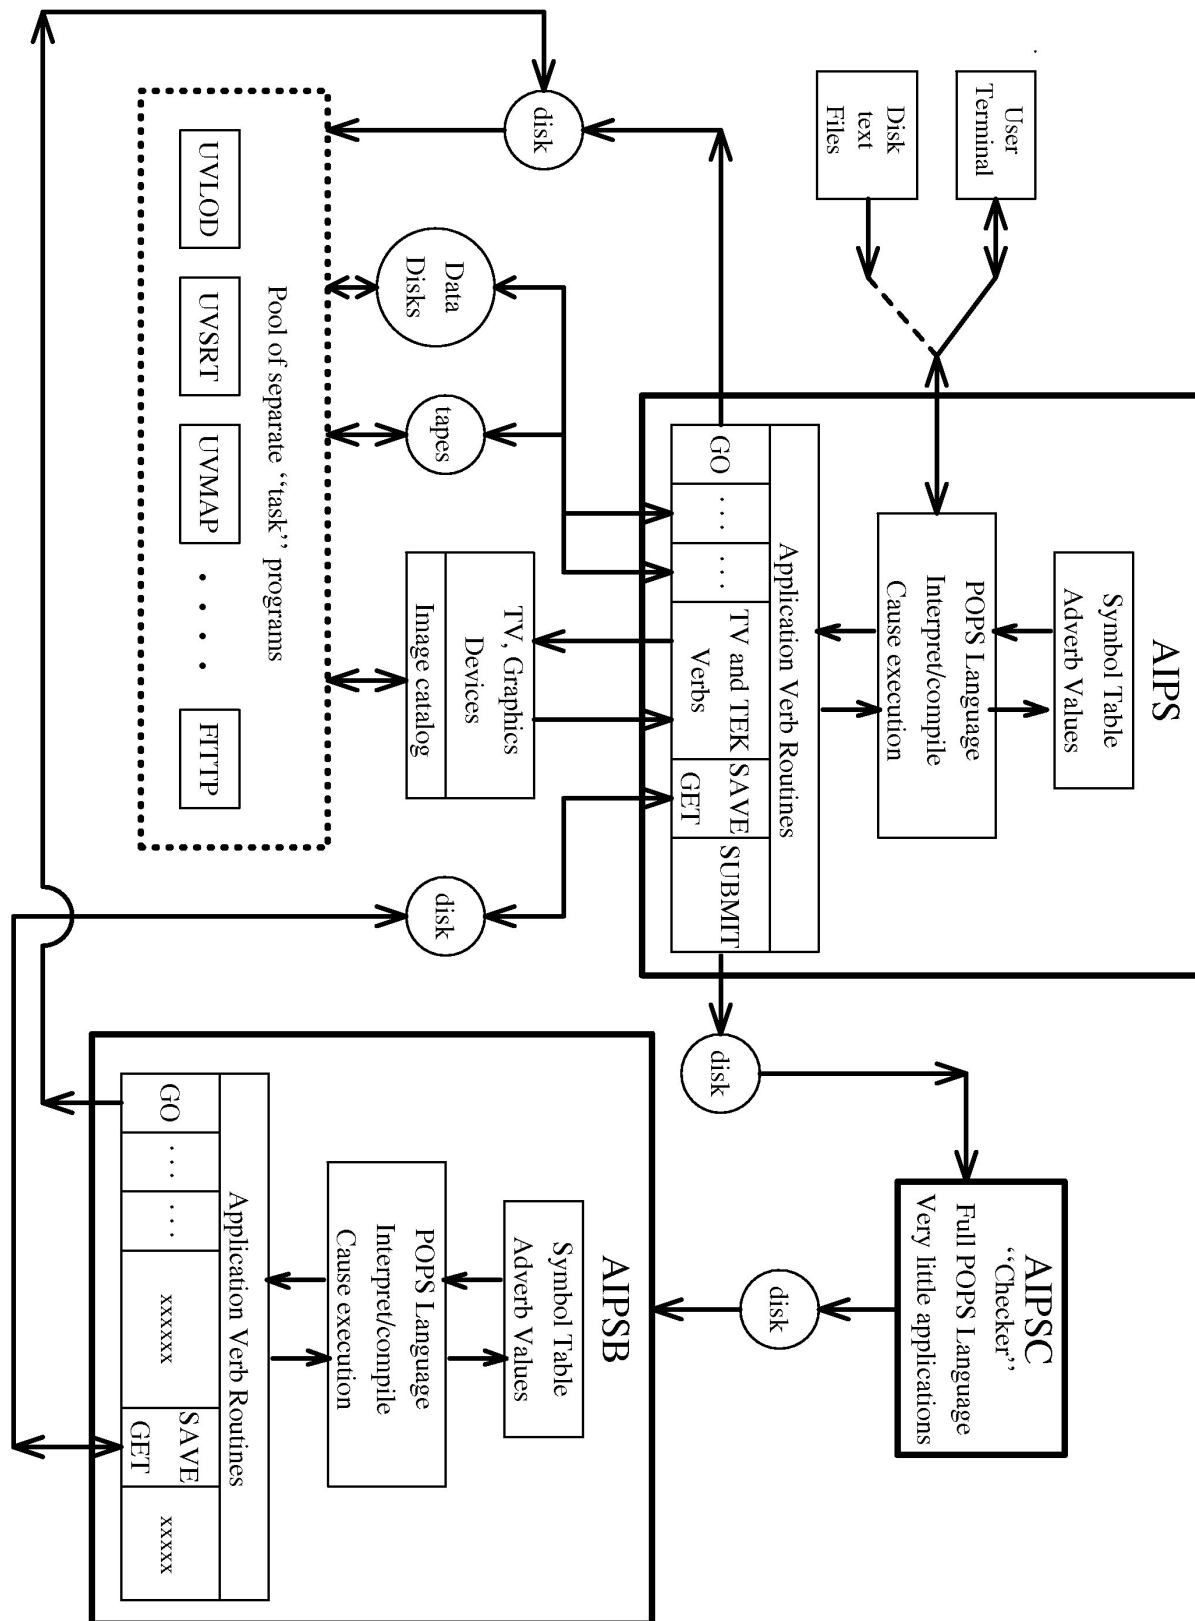 User
Terminal
Disk
text
Files
AIPS
Symbol Table
Adverb Values
POPS Language
Interpret/compile
Cause execution
Application Verb Routines
GO
. . . .
. . . .
TV and TEK
Verbs
SAVE
GET
SUBMIT
disk
Data
Disks
tapes
TV, Graphics
Devices
Image catalog
disk
Pool of separate “task” programs
UVLOD
UVSRT
UVMAP
. . . .
FITTP
disk
AIPSC
“Checker”
Full POPS Language
Very little applications
disk
AIPSB
Symbol Table
Adverb Values
POPS Language
Interpret/compile
Cause execution
Application Verb Routines
GO
. . . .
. . . .
xxxxx
SAVE
GET
xxxxx